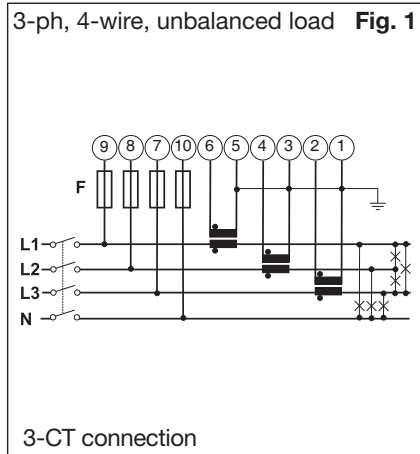 3-ph, 4-wire, unbalanced load Fig. 1
9 8 7 10 6 5 4 3 2 1
F
L1
L2
L3
N
3-CT connection